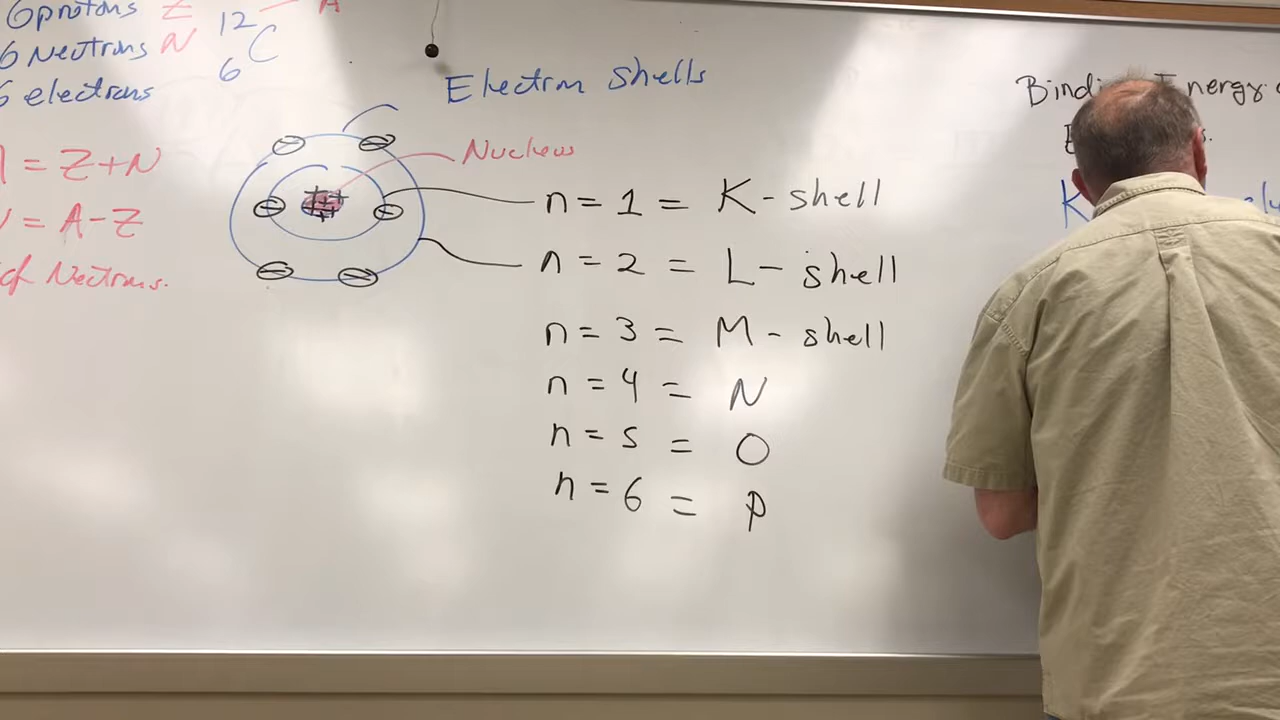 6 protons Z
12
6 C
A
6 Neutrons N
6 electrons
= Z+N
= A-Z
of Neutrons.
Electron Shells
Nucleus
n = 1 = K-shell
n = 2 = L-shell
n = 3 = M-shell
n = 4 = N
n = 5 = O
n = 6 = P
Energy
K